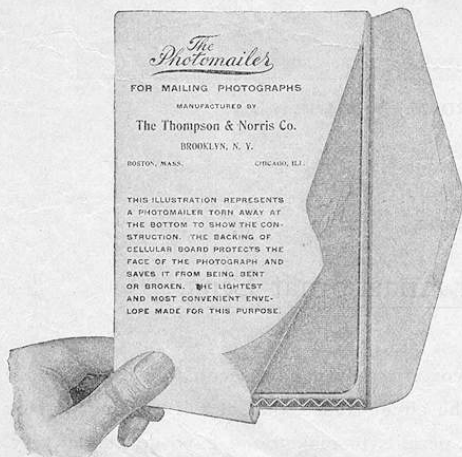 The
Photomailer
FOR MAILING PHOTOGRAPHS
MANUFACTURED BY
The Thompson & Norris Co.
BROOKLYN, N. Y.
BOSTON, MASS. CHICAGO, ILL.
THIS ILLUSTRATION REPRESENTS
A PHOTOMAILER TORN AWAY AT
THE BOTTOM TO SHOW THE CON-
STRUCTION. THE BACKING OF
CELLULAR BOARD PROTECTS THE
FACE OF THE PHOTOGRAPH AND
SAVES IT FROM BEING BENT
OR BROKEN. THE LIGHTEST
AND MOST CONVENIENT ENVE-
LOPE MADE FOR THIS PURPOSE.